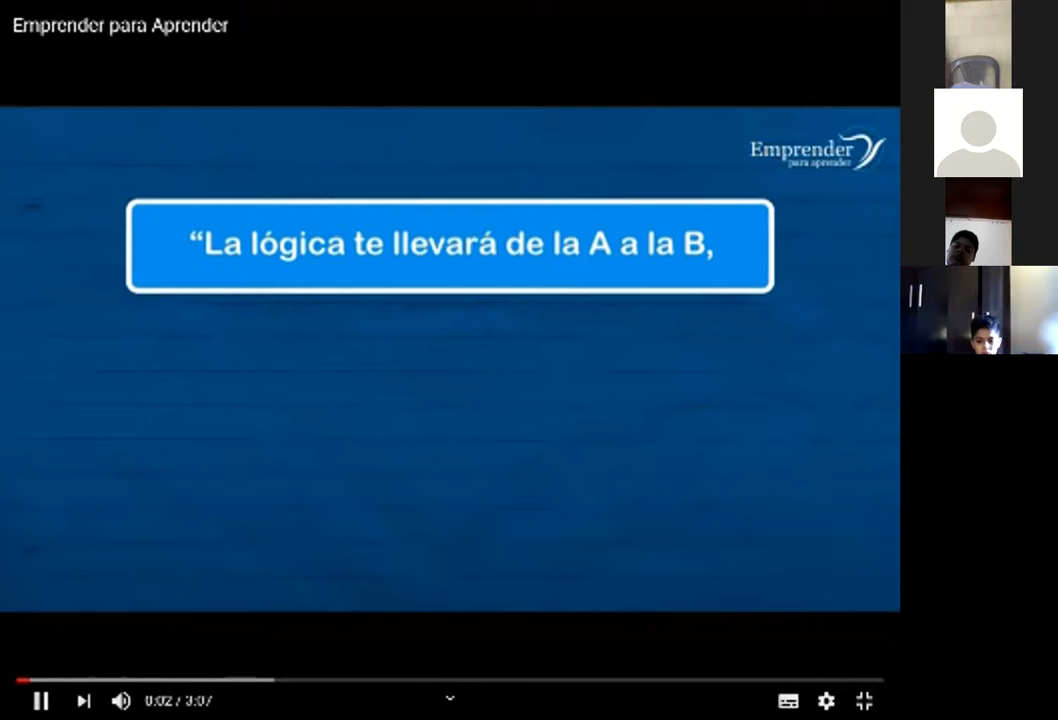 Emprender para Aprender
Emprender
para aprender
“La lógica te llevará de la A a la B,
0:02 / 3:07